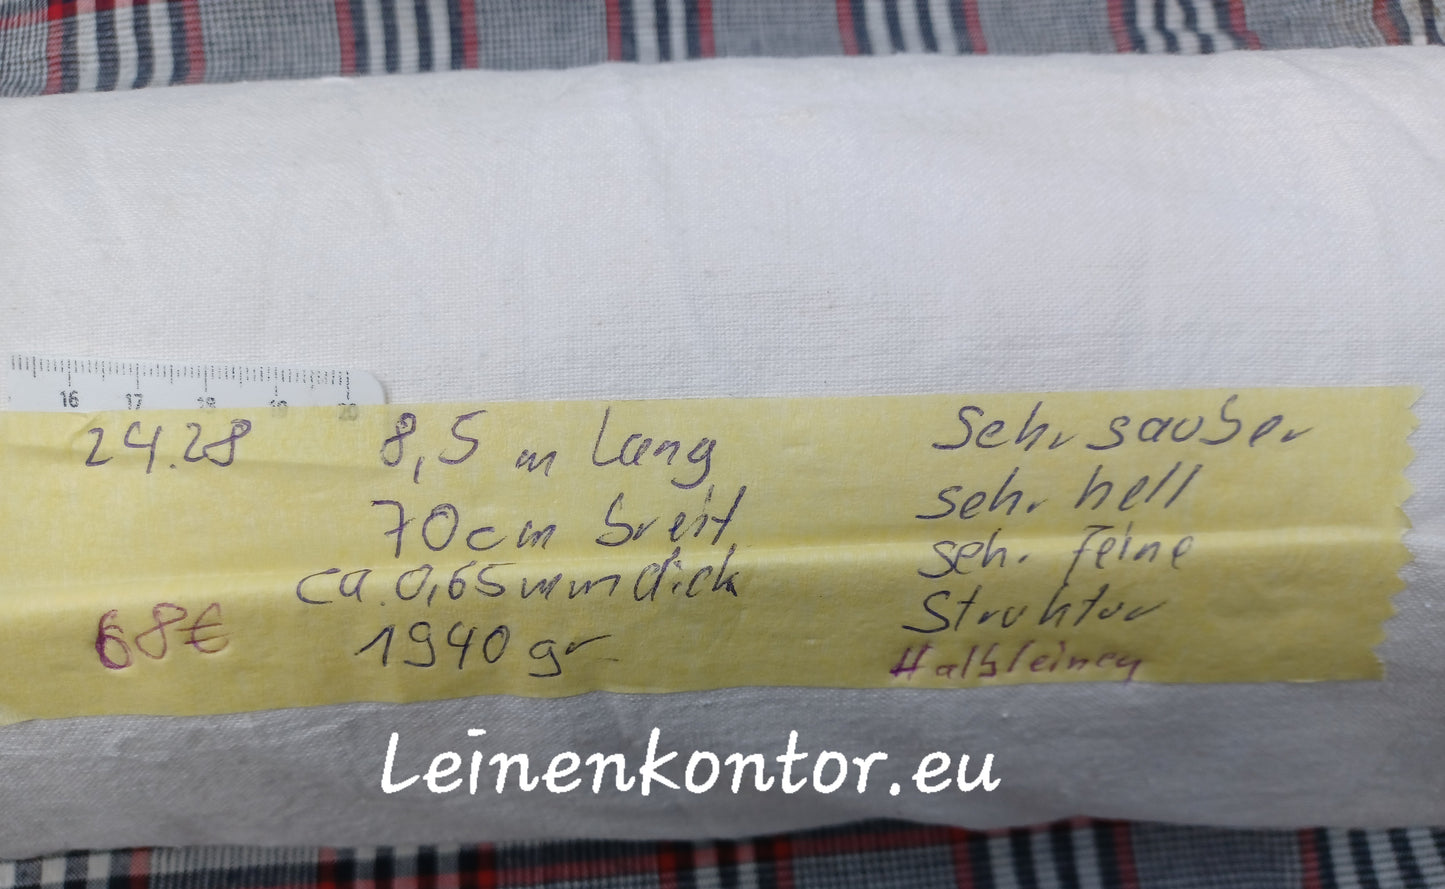 16 17 18 19 20
24.28
68€
8,5 m lang
70cm breit
ca. 0,65mm dick
1940 gr
Sehr sauber
sehr hell
sehr feine
Struktur
Halbleinen
Leinenkontor.eu